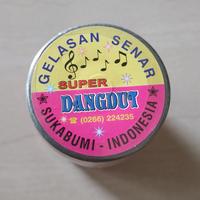 GELASAN SENAR
SUPER
DANGDUT
☎ (0266) 224235
SUKABUMI - INDONESIA